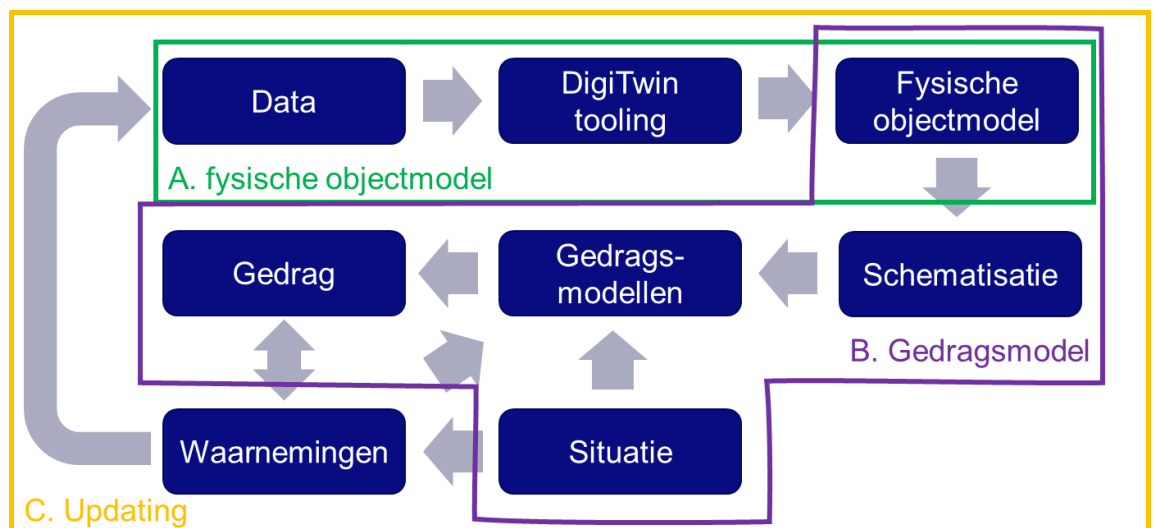 Data
DigiTwin
tooling
Fysische
objectmodel
A. fysische objectmodel
Gedrag
Gedrags-
modellen
Schematisatie
B. Gedragsmodel
Waarnemingen
Situatie
C. Updating